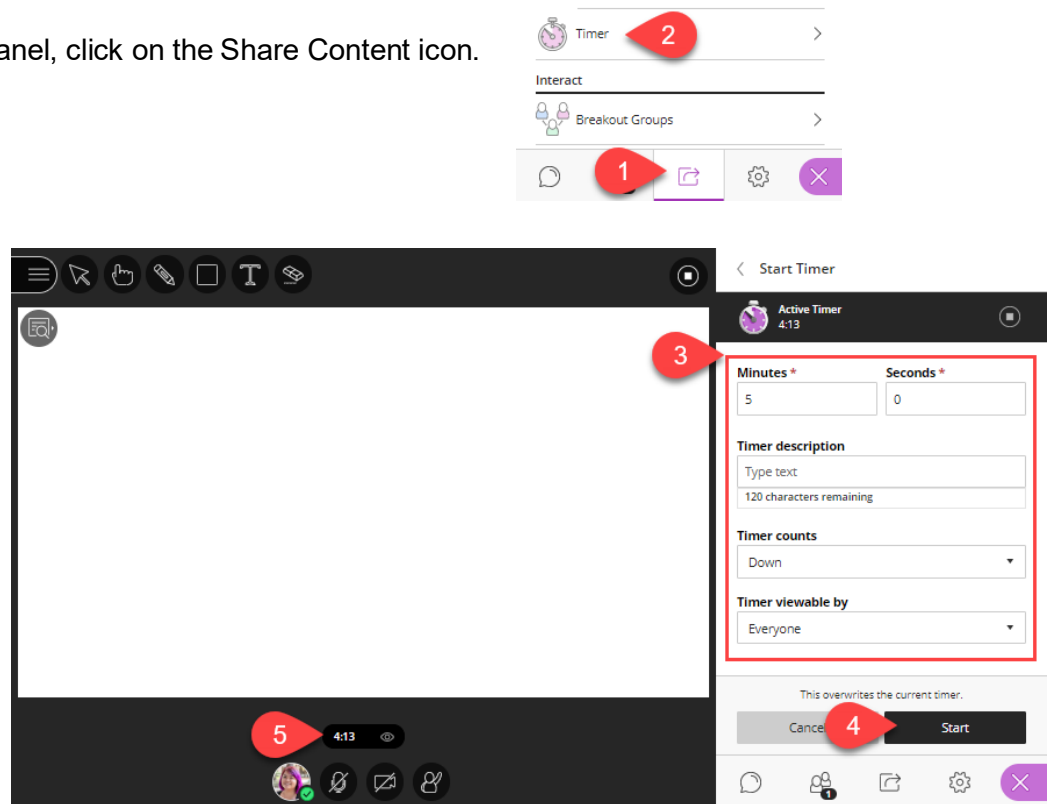 Timer
2
anel, click on the Share Content icon.
Interact
Breakout Groups
1
Start Timer
Active Timer
4:13
3
Minutes * Seconds *
5 0
Timer description
Type text
120 characters remaining
Timer counts
Down
Timer viewable by
Everyone
This overwrites the current timer.
Cance 4 Start
5 4:13
1